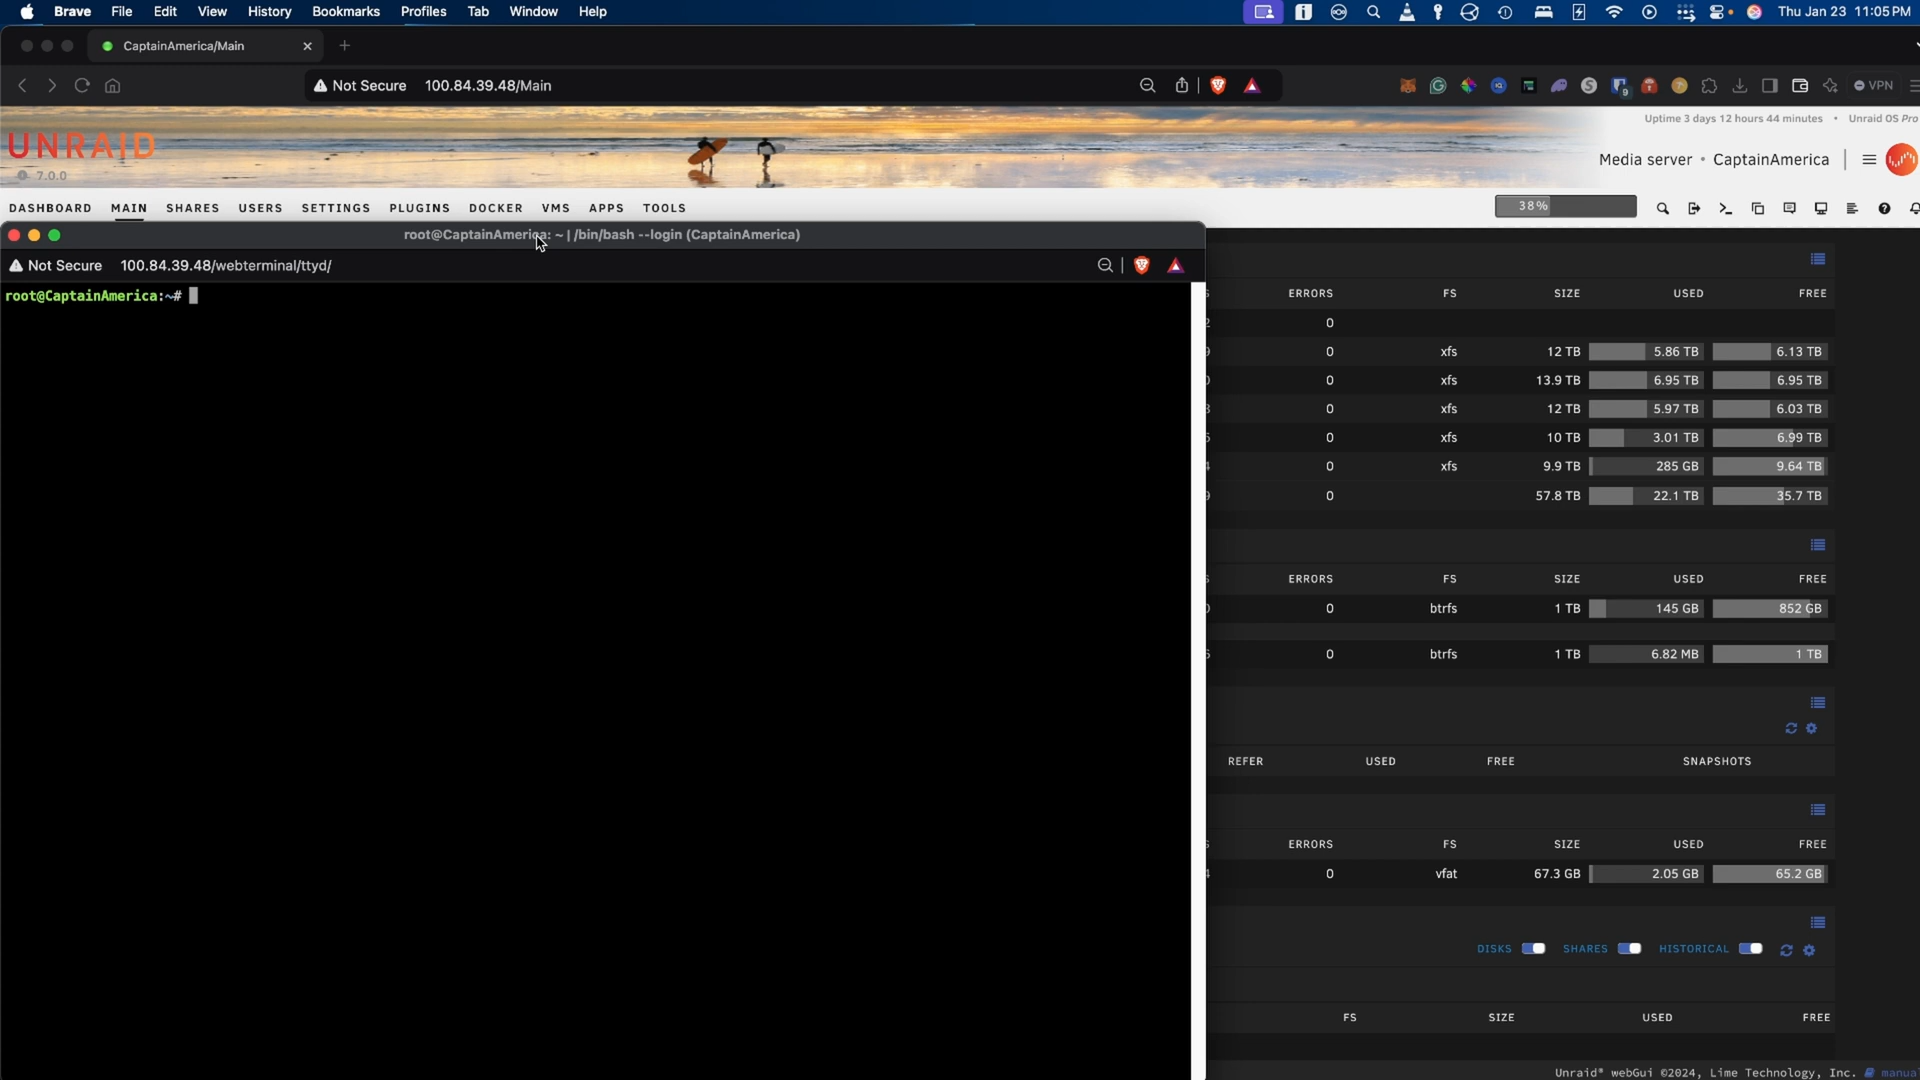 Brave File Edit View History Bookmarks Profiles Tab Window Help Thu Jan 23 11:05 PM
CaptainAmerica/Main
Not Secure 100.84.39.48/Main 9 VPN
Uptime 3 days 12 hours 44 minutes • Unraid OS Pro
UNRAID
Media server • CaptainAmerica
7.0.0
DASHBOARD MAIN SHARES USERS SETTINGS PLUGINS DOCKER VMS APPS TOOLS 38%
root@CaptainAmerica: ~ | /bin/bash --login (CaptainAmerica)
Not Secure 100.84.39.48/webterminal/ttyd/
root@CaptainAmerica:~#
ERRORS FS SIZE USED FREE
0
0 xfs 12 TB 5.86 TB 6.13 TB
0 xfs 13.9 TB 6.95 TB 6.95 TB
0 xfs 12 TB 5.97 TB 6.03 TB
0 xfs 10 TB 3.01 TB 6.99 TB
0 xfs 9.9 TB 285 GB 9.64 TB
0 57.8 TB 22.1 TB 35.7 TB
ERRORS FS SIZE USED FREE
0 btrfs 1 TB 145 GB 852 GB
0 btrfs 1 TB 6.82 MB 1 TB
REFER USED FREE SNAPSHOTS
ERRORS FS SIZE USED FREE
0 vfat 67.3 GB 2.05 GB 65.2 GB
DISKS SHARES HISTORICAL
FS SIZE USED FREE
Unraid® webGui ©2024, Lime Technology, Inc. manua